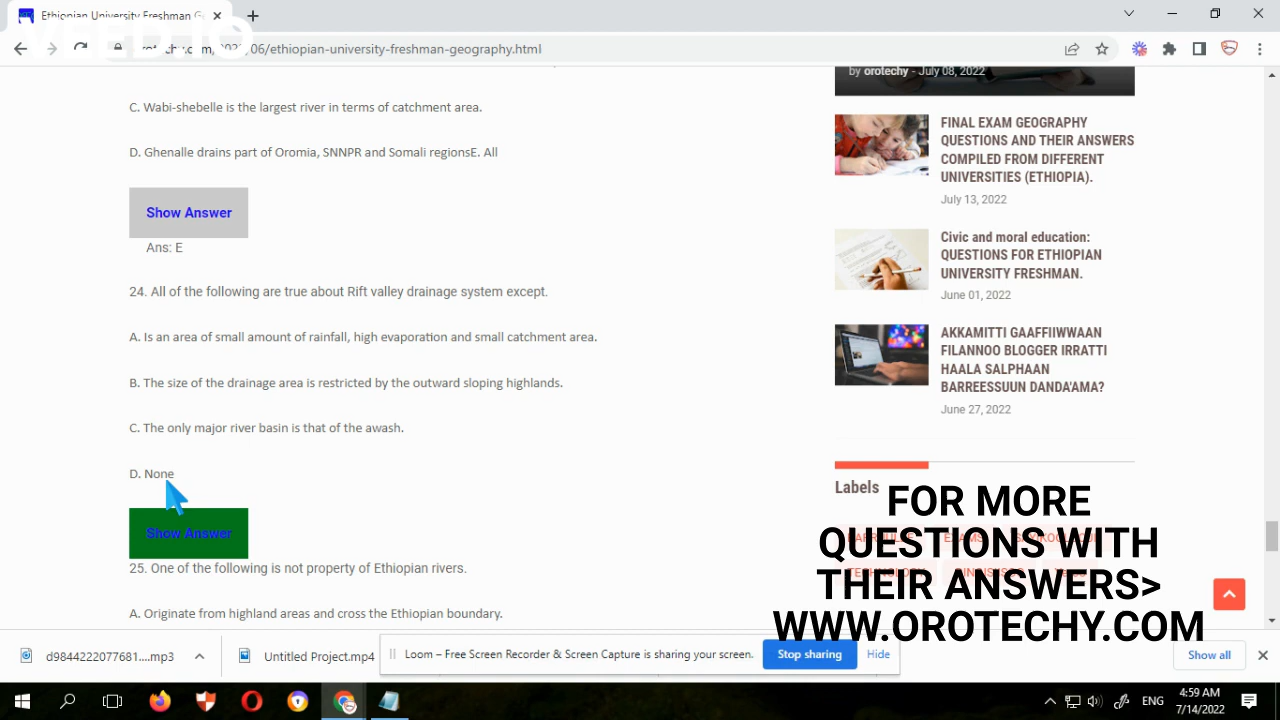 Ethiopian University Freshman G
VEED.IO
orotechy.com/2022/06/ethiopian-university-freshman-geography.html
by orotechy - July 08, 2022
C. Wabi-shebelle is the largest river in terms of catchment area.
D. Ghenalle drains part of Oromia, SNNPR and Somali regionsE. All
Show Answer
Ans: E
24. All of the following are true about Rift valley drainage system except.
A. Is an area of small amount of rainfall, high evaporation and small catchment area.
B. The size of the drainage area is restricted by the outward sloping highlands.
C. The only major river basin is that of the awash.
D. None
Show Answer
25. One of the following is not property of Ethiopian rivers.
A. Originate from highland areas and cross the Ethiopian boundary.
FINAL EXAM GEOGRAPHY
QUESTIONS AND THEIR ANSWERS
COMPILED FROM DIFFERENT
UNIVERSITIES (ETHIOPIA).
July 13, 2022
Civic and moral education:
QUESTIONS FOR ETHIOPIAN
UNIVERSITY FRESHMAN.
June 01, 2022
AKKAMITTI GAAFFIIWWAAN
FILANNOO BLOGGER IRRATTI
HAALA SALPHAAN
BARREESSUUN DANDA'AMA?
June 27, 2022
Labels
EXAMS
TECHNOLOGY
FOR MORE
QUESTIONS WITH
THEIR ANSWERS>
WWW.OROTECHY.COM
d9844222077681....mp3
Untitled Project.mp4
Loom – Free Screen Recorder & Screen Capture is sharing your screen.
Stop sharing
Hide
Show all
ENG
4:59 AM
7/14/2022